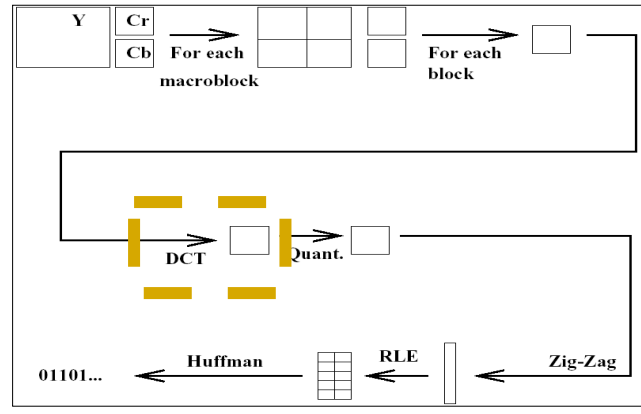 Y
Cr
Cb
For each
macroblock
For each
block
DCT
Quant.
Huffman
RLE
Zig-Zag
01101...